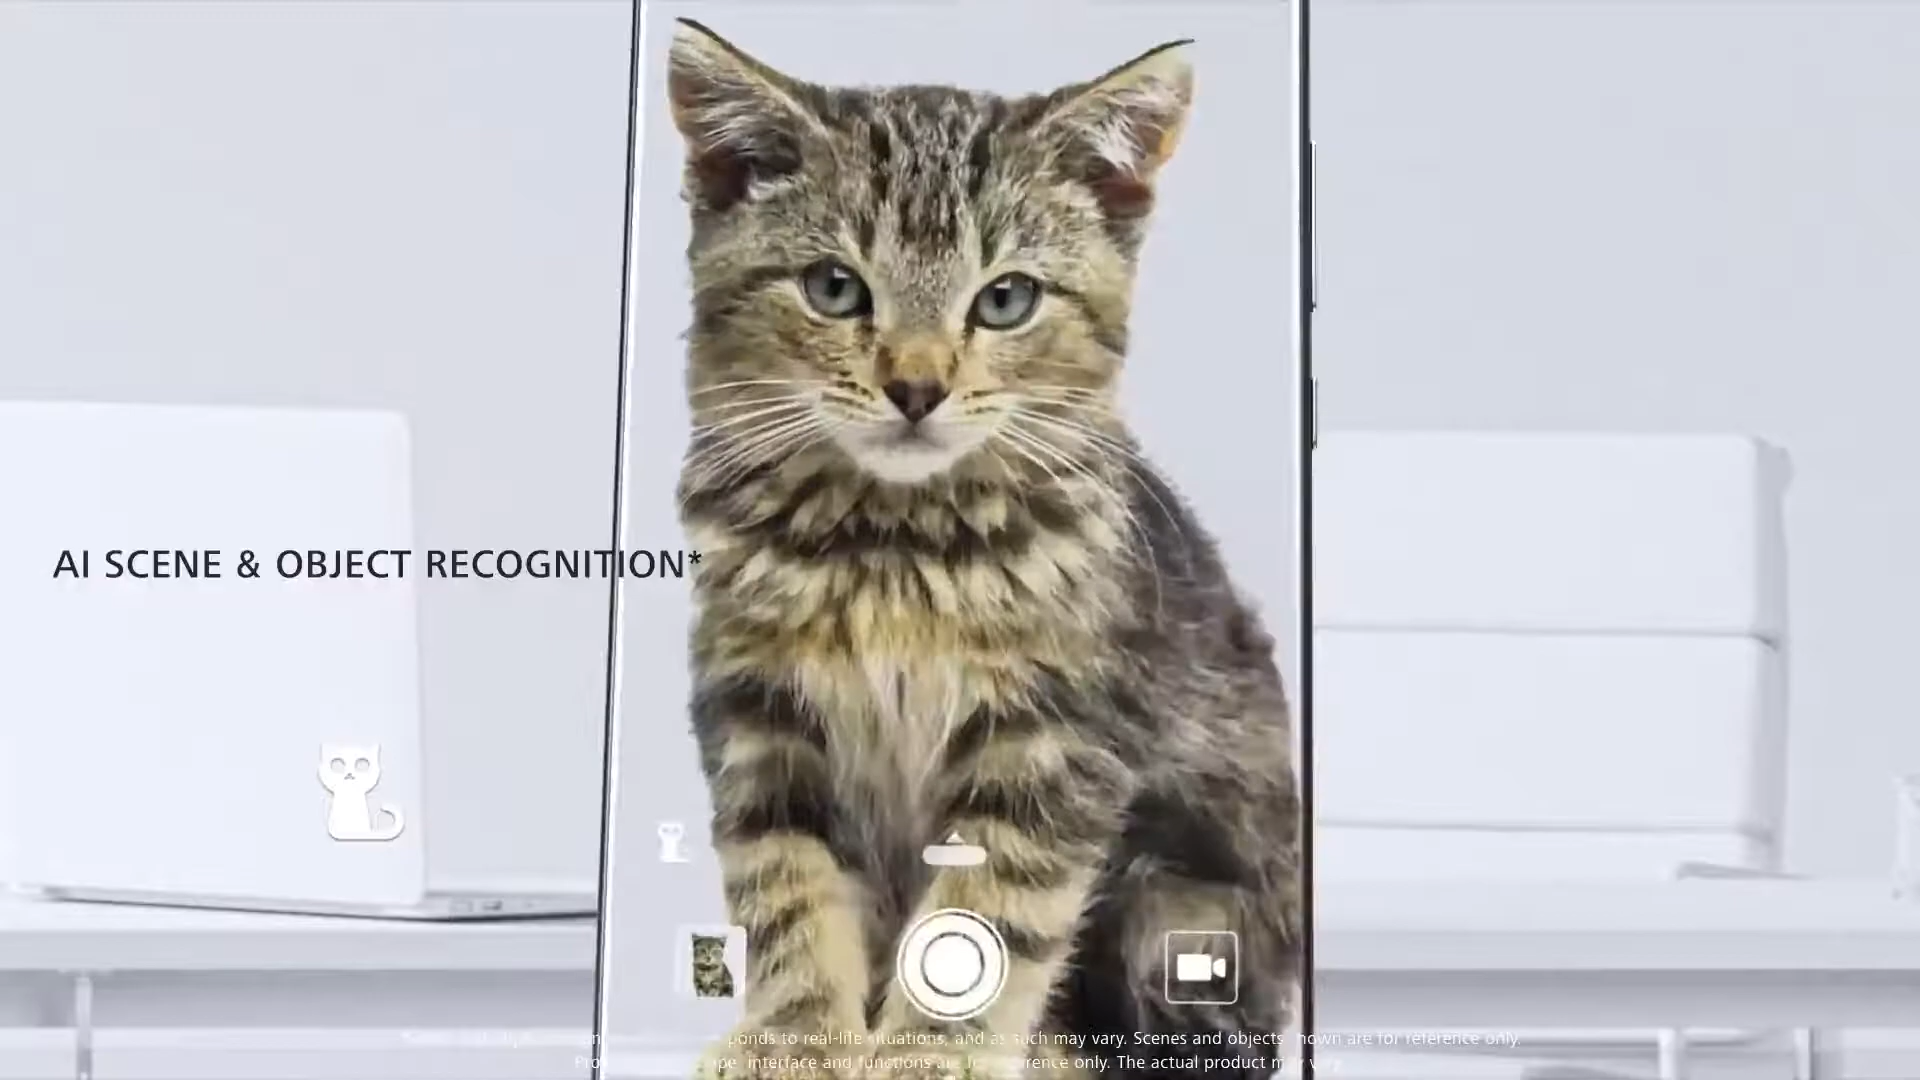 AI SCENE & OBJECT RECOGNITION*
to real-life situations, and as such may vary. Scenes and objects shown are for reference only.
interface and functions are for reference only. The actual product may vary.